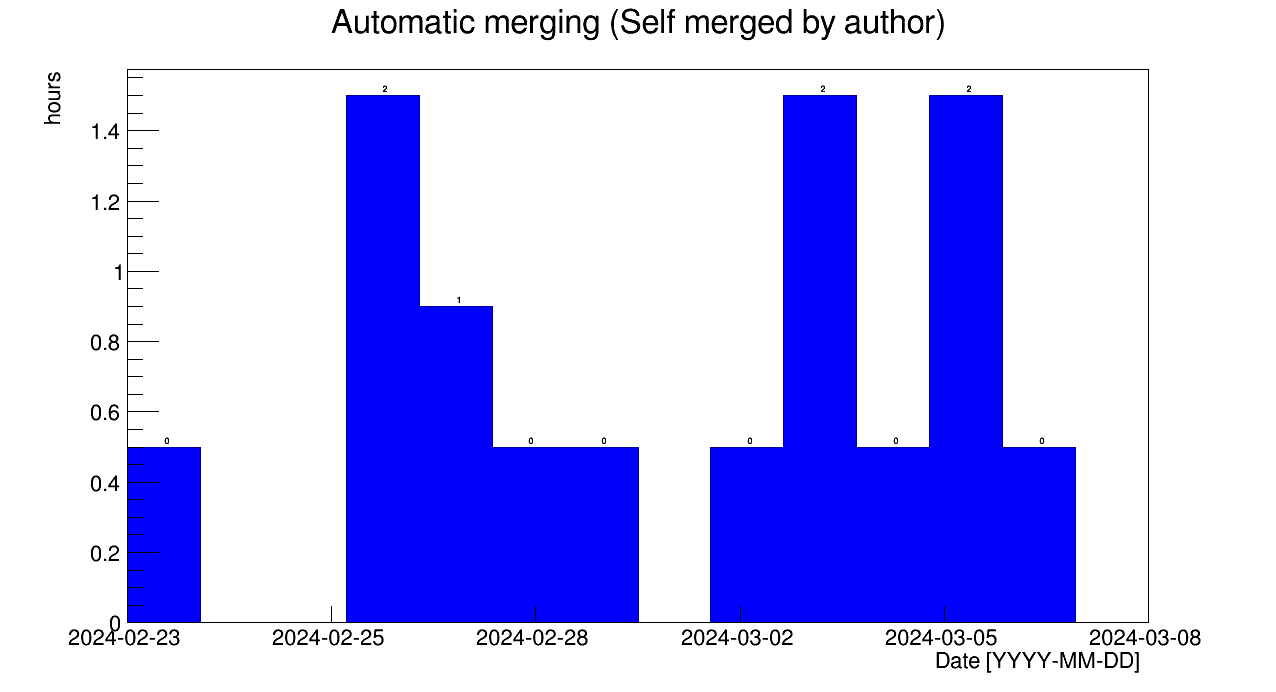 Automatic merging (Self merged by author)
hours
1.4
1.2
1
0.8
0.6
0.4
0.2
0
0 2 1 0 0 0 2 0 2 0
2024-02-23 2024-02-25 2024-02-28 2024-03-02 2024-03-05 2024-03-08
Date [YYYY-MM-DD]